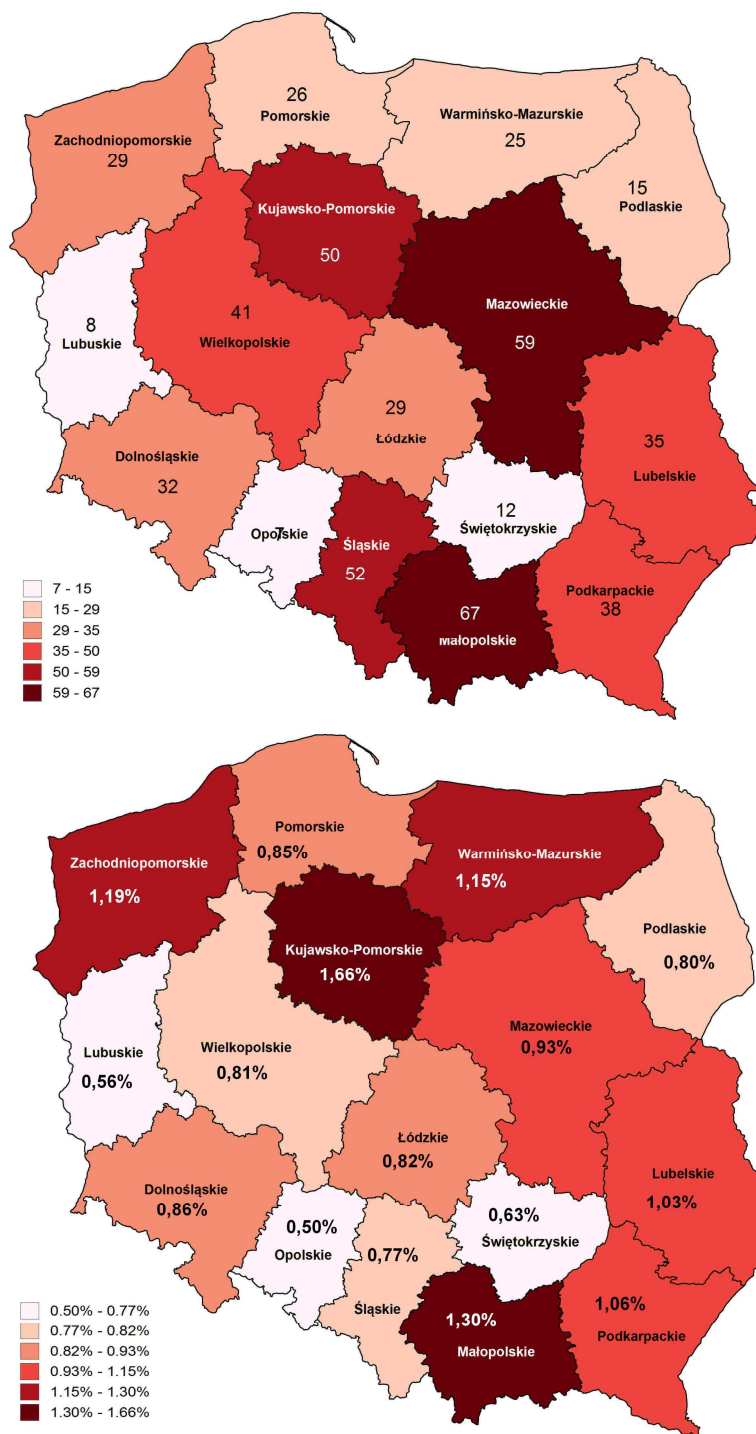 26
Pomorskie
Warmińsko-Mazurskie
25
Zachodniopomorskie
29
15
Podlaskie
Kujawsko-Pomorskie
50
Mazowieckie
59
8
Lubuskie
41
Wielkopolskie
29
Łódzkie
35
Lubelskie
Dolnośląskie
32
12
Świętokrzyskie
Opolskie
7
Śląskie
52
Podkarpackie
38
67
Małopolskie
7 - 15
15 - 29
29 - 35
35 - 50
50 - 59
59 - 67
Pomorskie
0,85%
Zachodniopomorskie
1,19%
Warmińsko-Mazurskie
1,15%
Podlaskie
0,80%
Kujawsko-Pomorskie
1,66%
Mazowieckie
0,93%
Lubuskie
0,56%
Wielkopolskie
0,81%
Łódzkie
0,82%
Lubelskie
1,03%
Dolnośląskie
0,86%
0,63%
Świętokrzyskie
0,50%
Opolskie
0,77%
Śląskie
1,30%
Małopolskie
1,06%
Podkarpackie
0.50% - 0.77%
0.77% - 0.82%
0.82% - 0.93%
0.93% - 1.15%
1.15% - 1.30%
1.30% - 1.66%